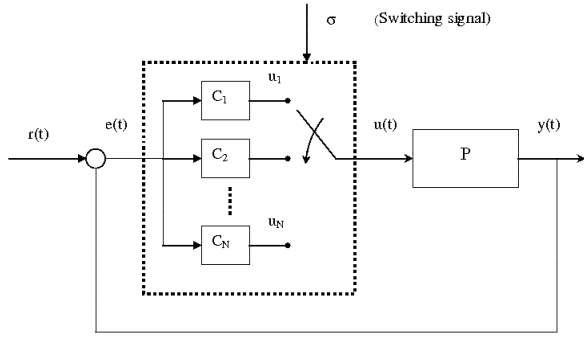 σ (Switching signal)
u1
C1
r(t) e(t) C2 u(t) P y(t)
uN
CN